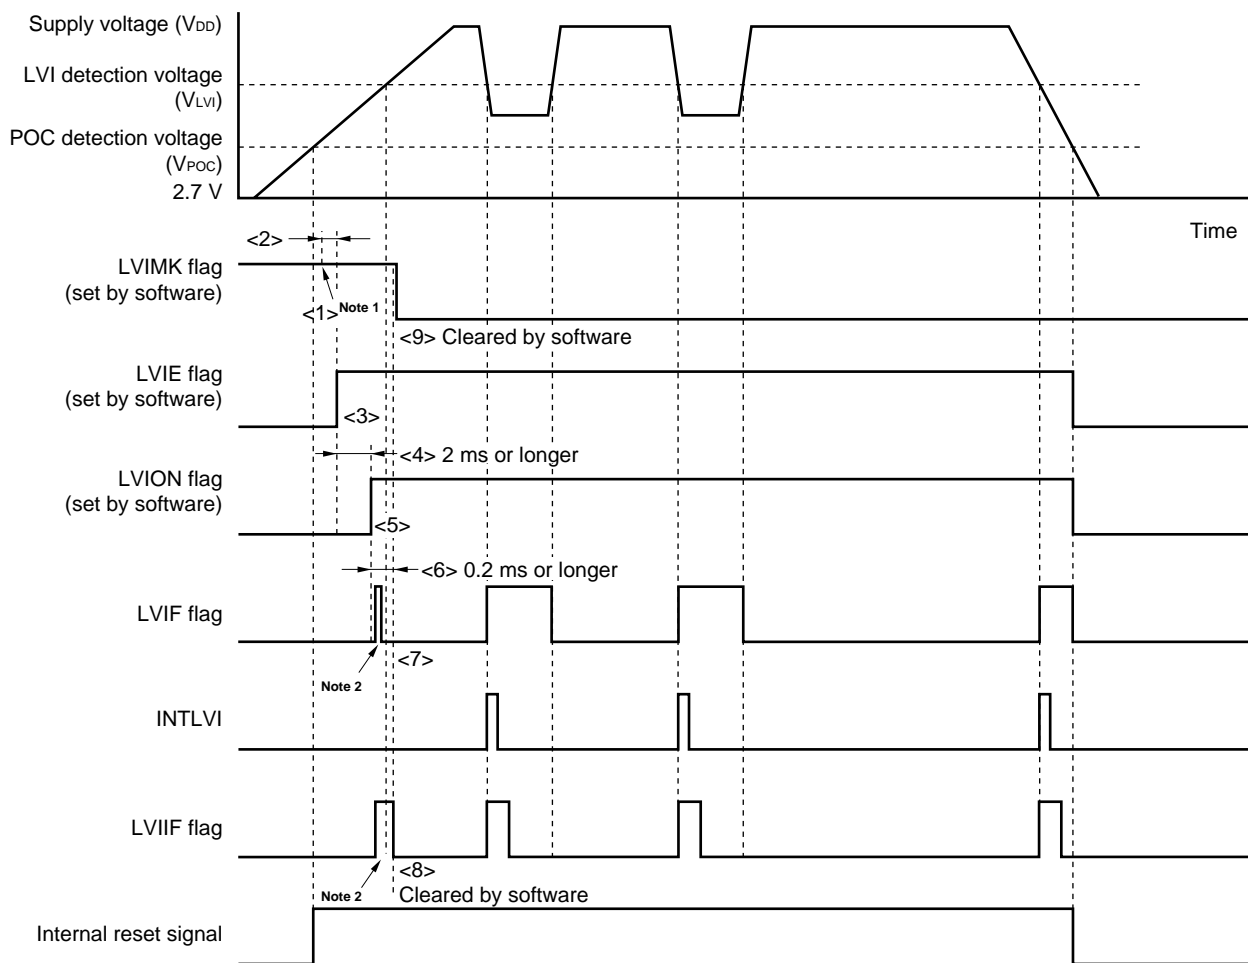 Supply voltage (VDD)
LVI detection voltage
(VLVI)
POC detection voltage
(VPOC)
2.7 V
Time
<2>
LVIMK flag
(set by software)
<1> Note 1
<9> Cleared by software
LVIE flag
(set by software)
<3>
<4> 2 ms or longer
LVION flag
(set by software)
<5>
<6> 0.2 ms or longer
LVIF flag
<7>
Note 2
INTLVI
LVIIF flag
<8>
Note 2
Cleared by software
Internal reset signal